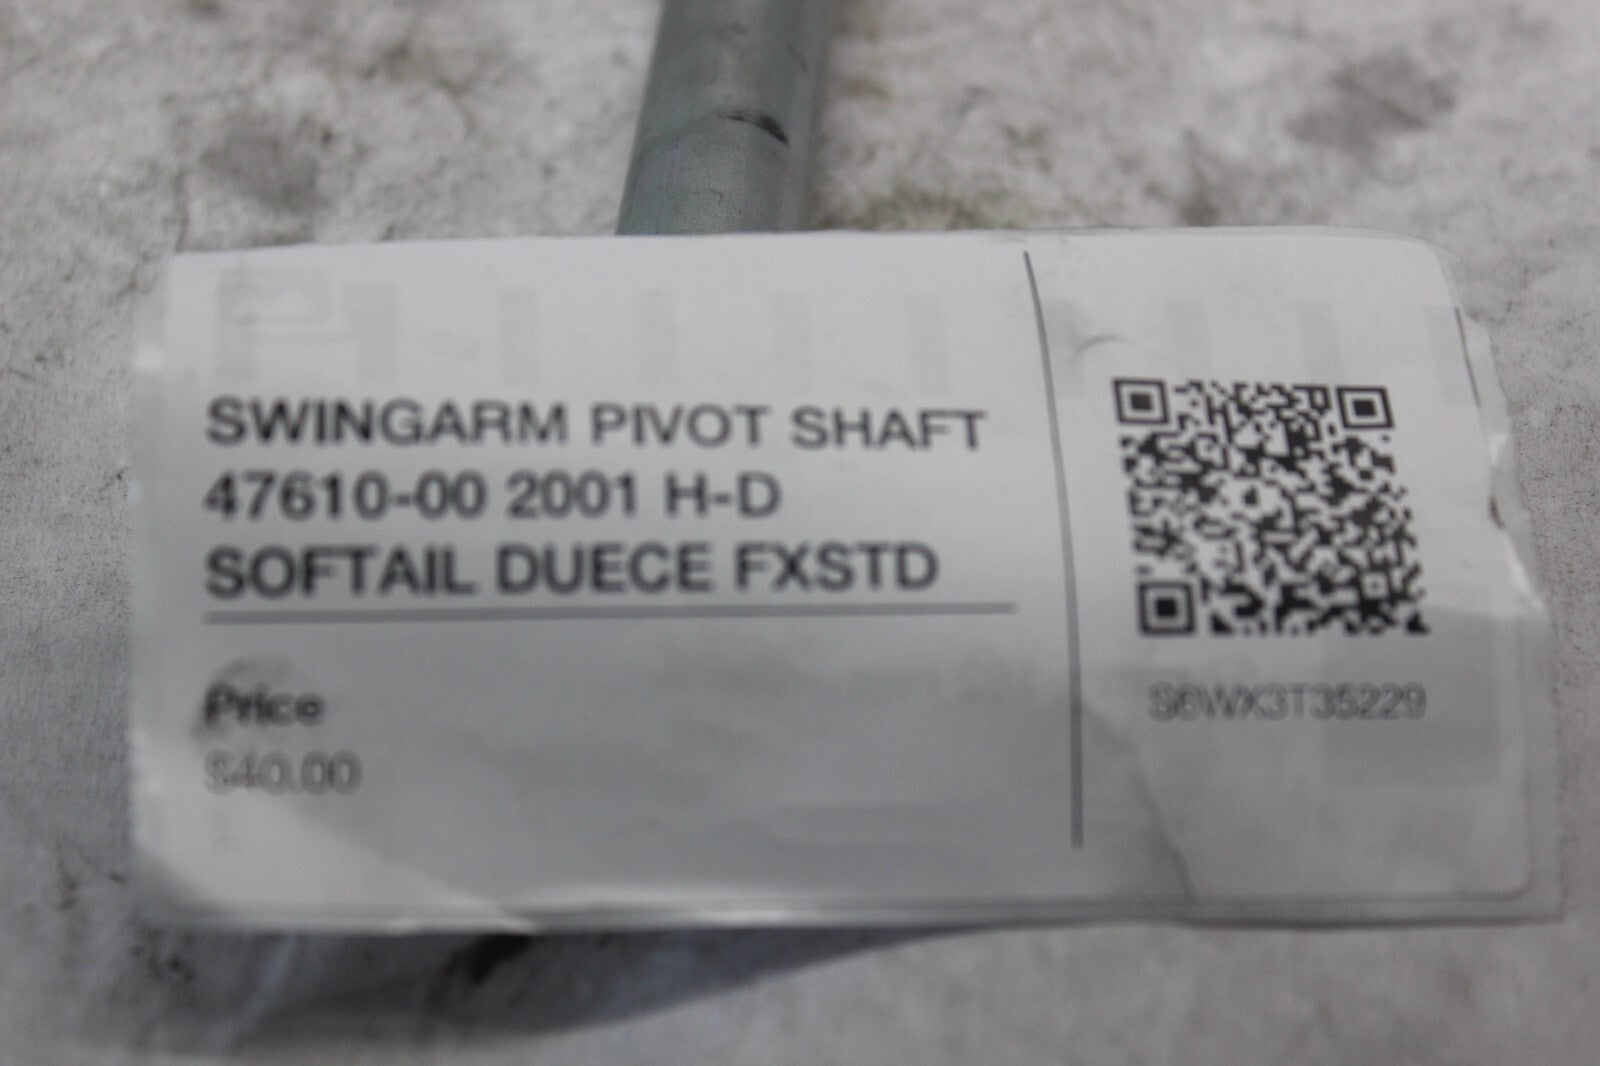 SWINGARM PIVOT SHAFT
47610-00 2001 H-D
SOFTAIL DUECE FXSTD
Price
$40.00
S6WX3T35229